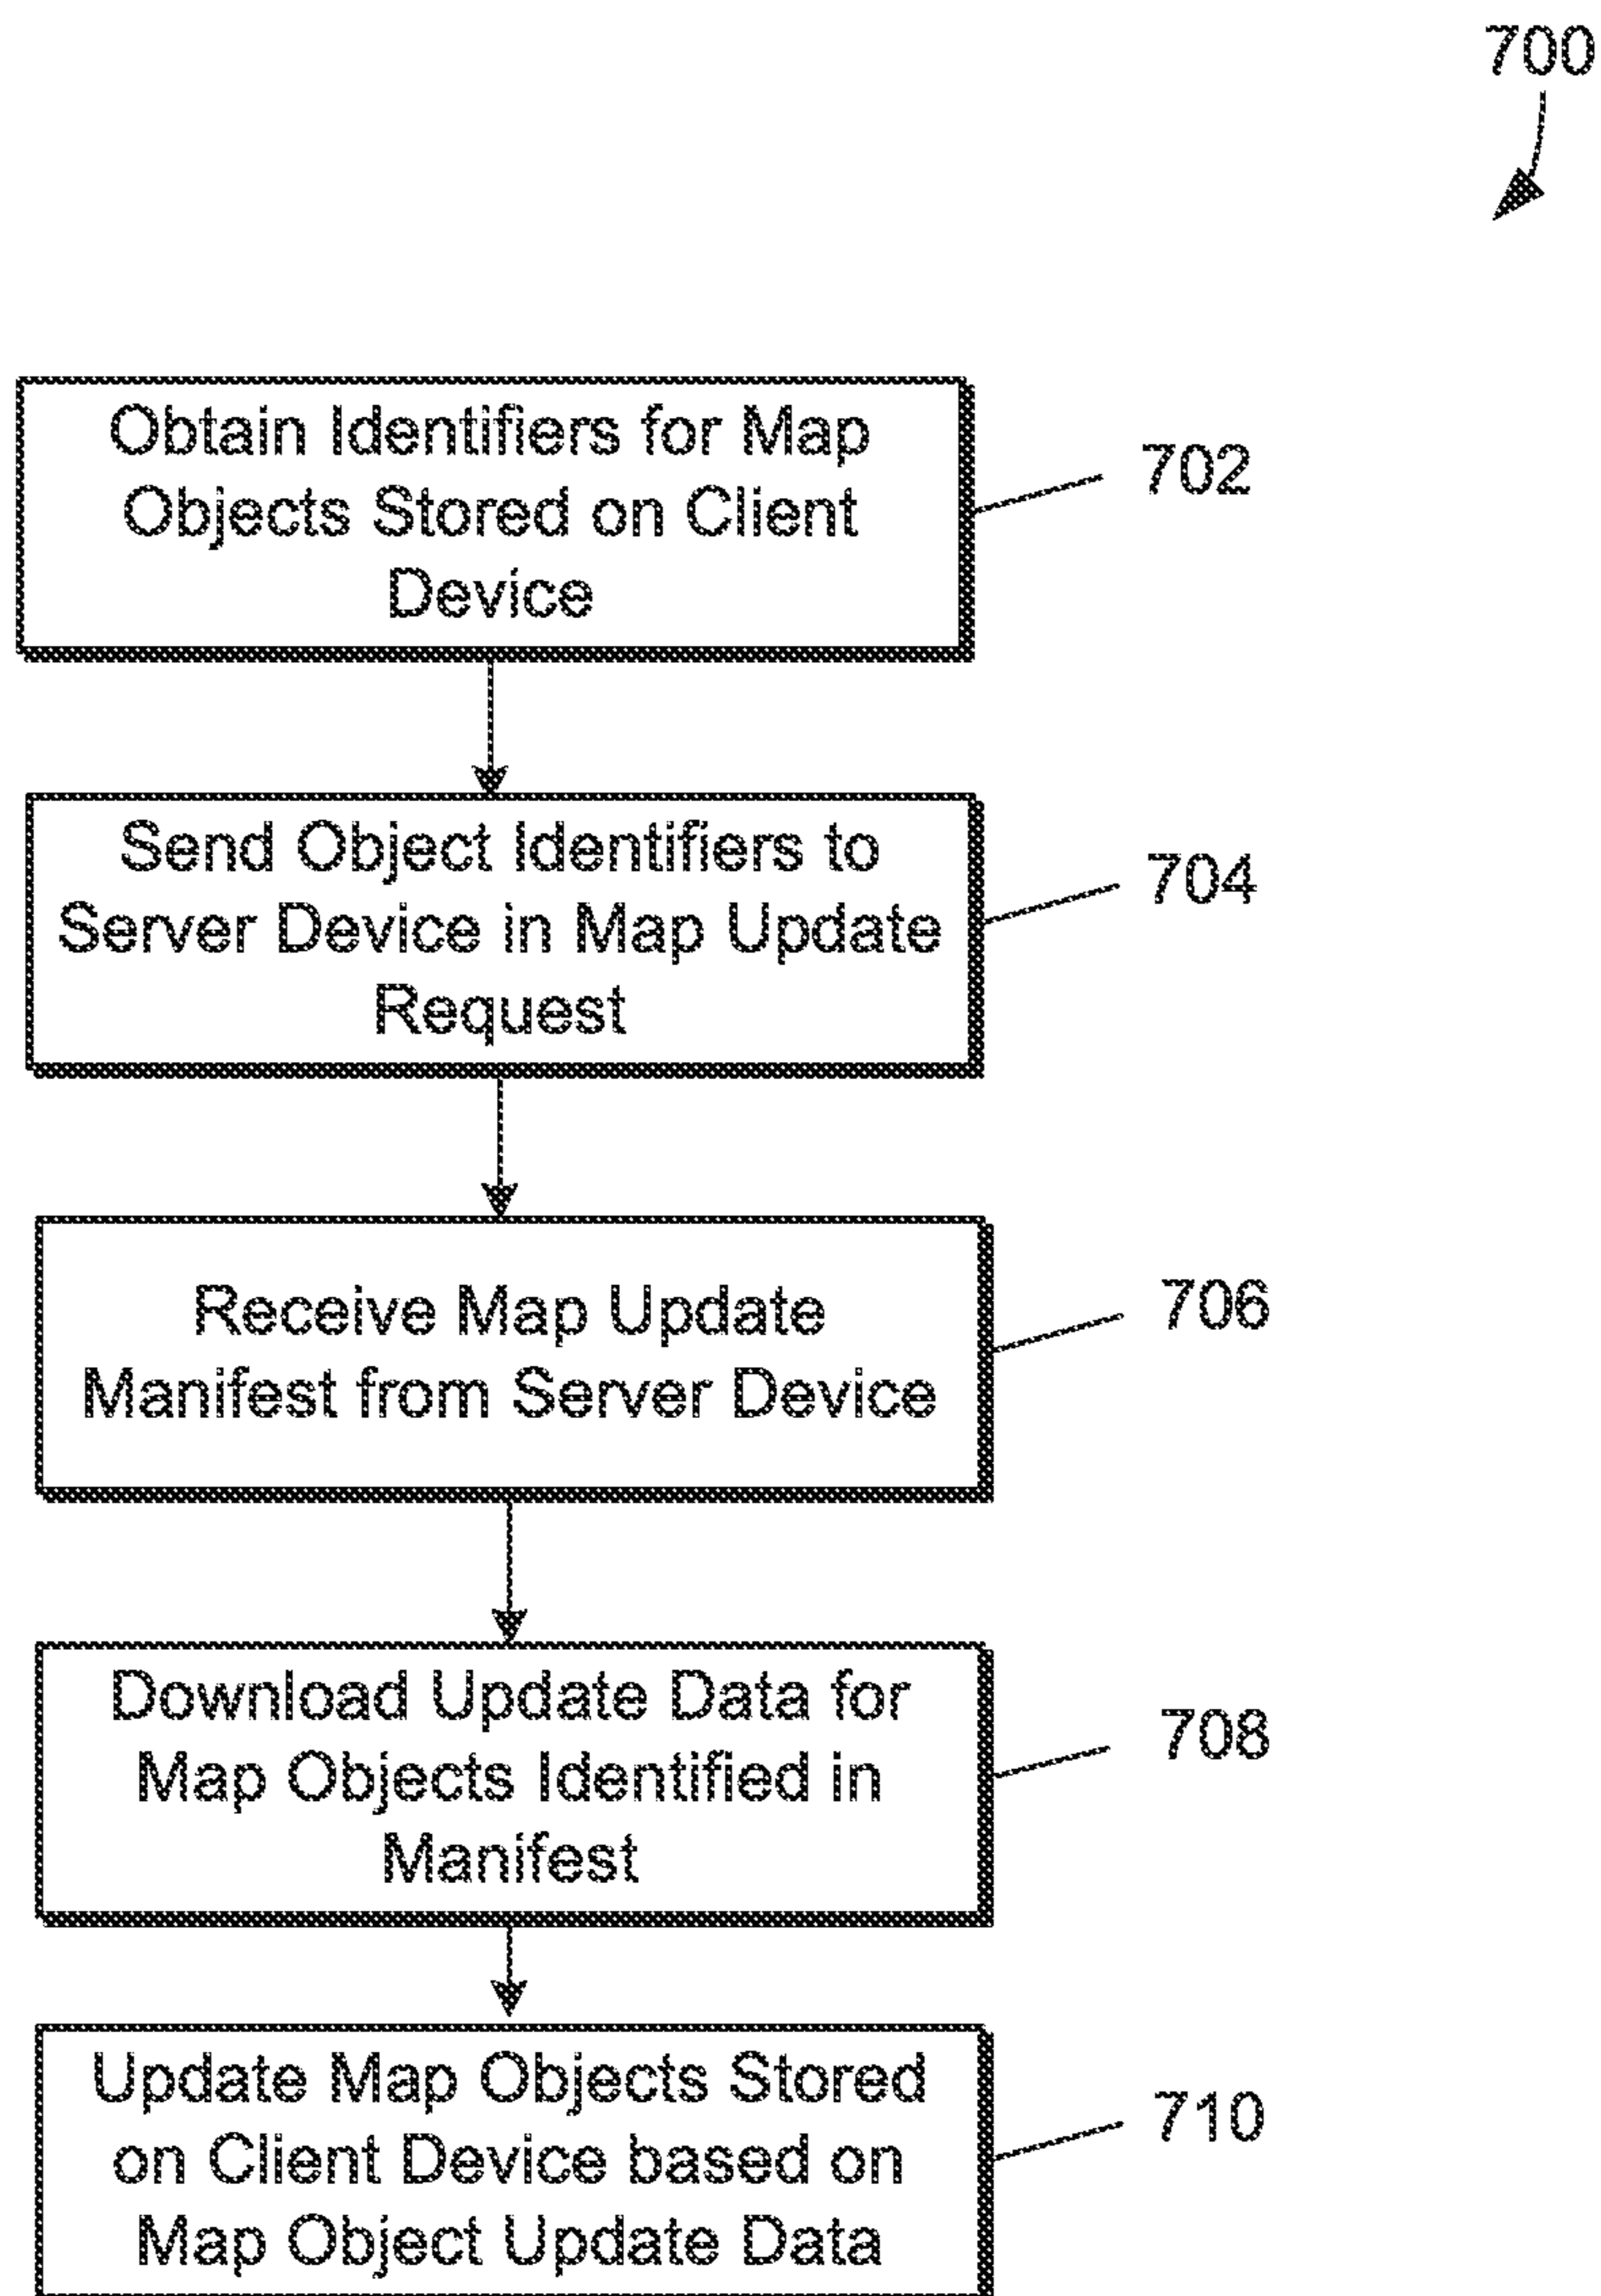 700
Obtain Identifiers for Map
Objects Stored on Client
Device
702
Send Object Identifiers to
Server Device in Map Update
Request
704
Receive Map Update
Manifest from Server Device
706
Download Update Data for
Map Objects Identified in
Manifest
708
Update Map Objects Stored
on Client Device based on
Map Object Update Data
710